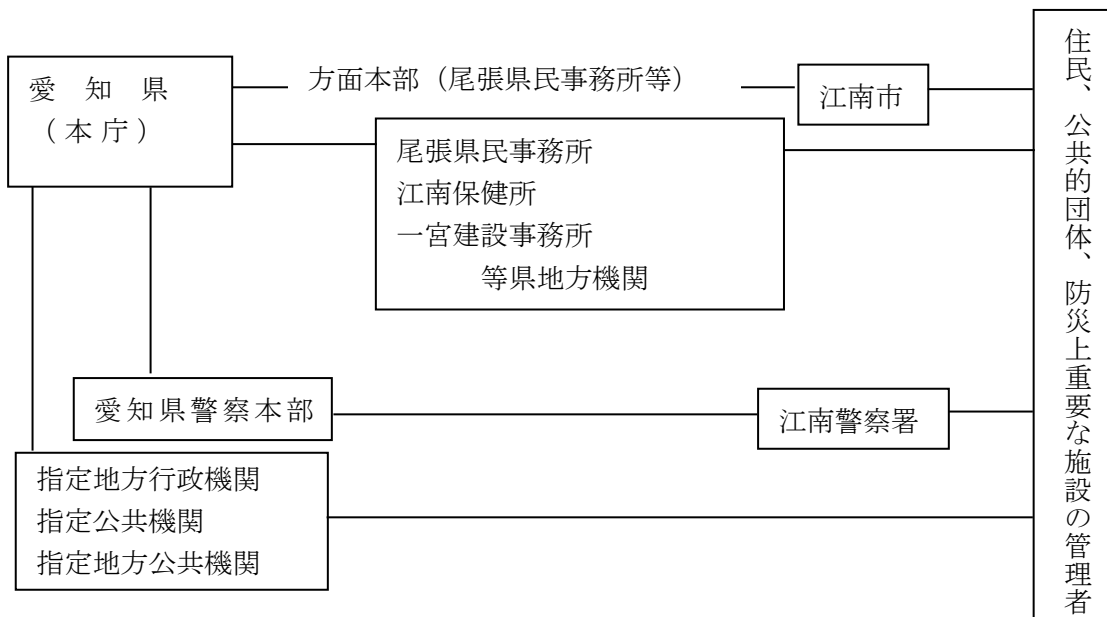 愛知県
（本庁）
方面本部（尾張県民事務所等）
江南市
尾張県民事務所
江南保健所
一宮建設事務所
等県地方機関
愛知県警察本部
江南警察署
指定地方行政機関
指定公共機関
指定地方公共機関
住民、公共的団体、防災上重要な施設の管理者